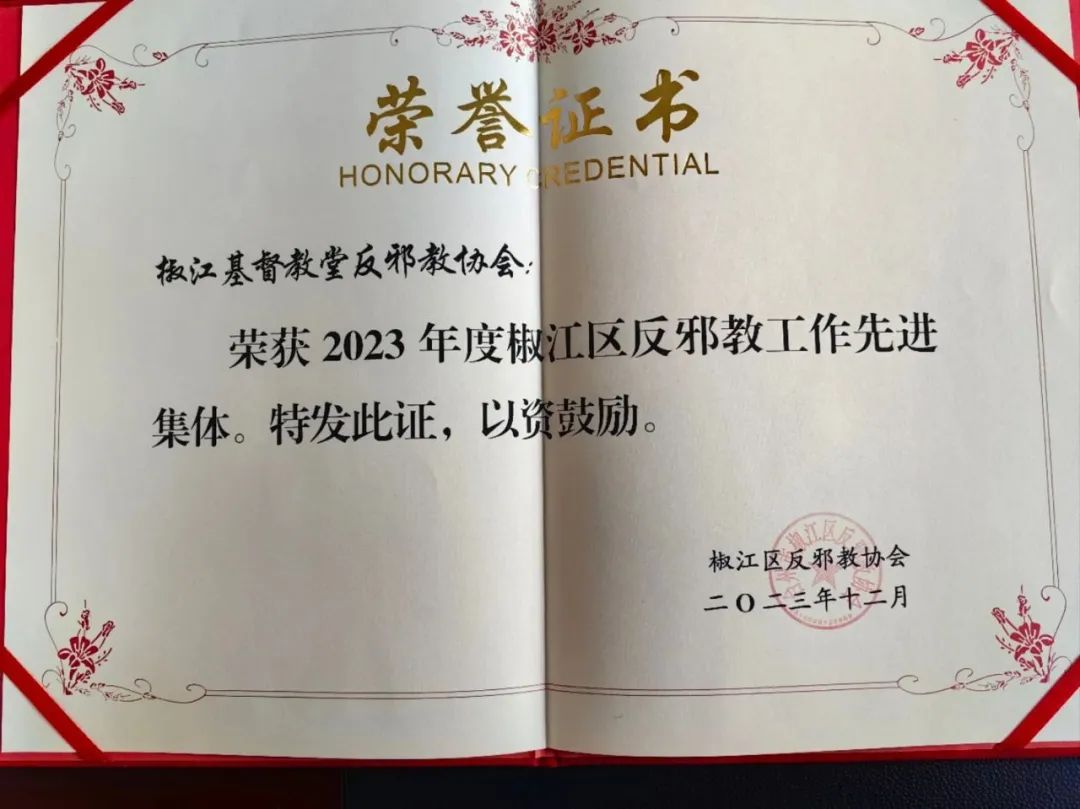 荣誉证书
HONORARY CREDENTIAL
椒江基督教堂反邪教协会：
荣获 2023 年度椒江区反邪教工作先进
集体。特发此证，以资鼓励。
椒江区反邪教协会
二〇二三年十二月